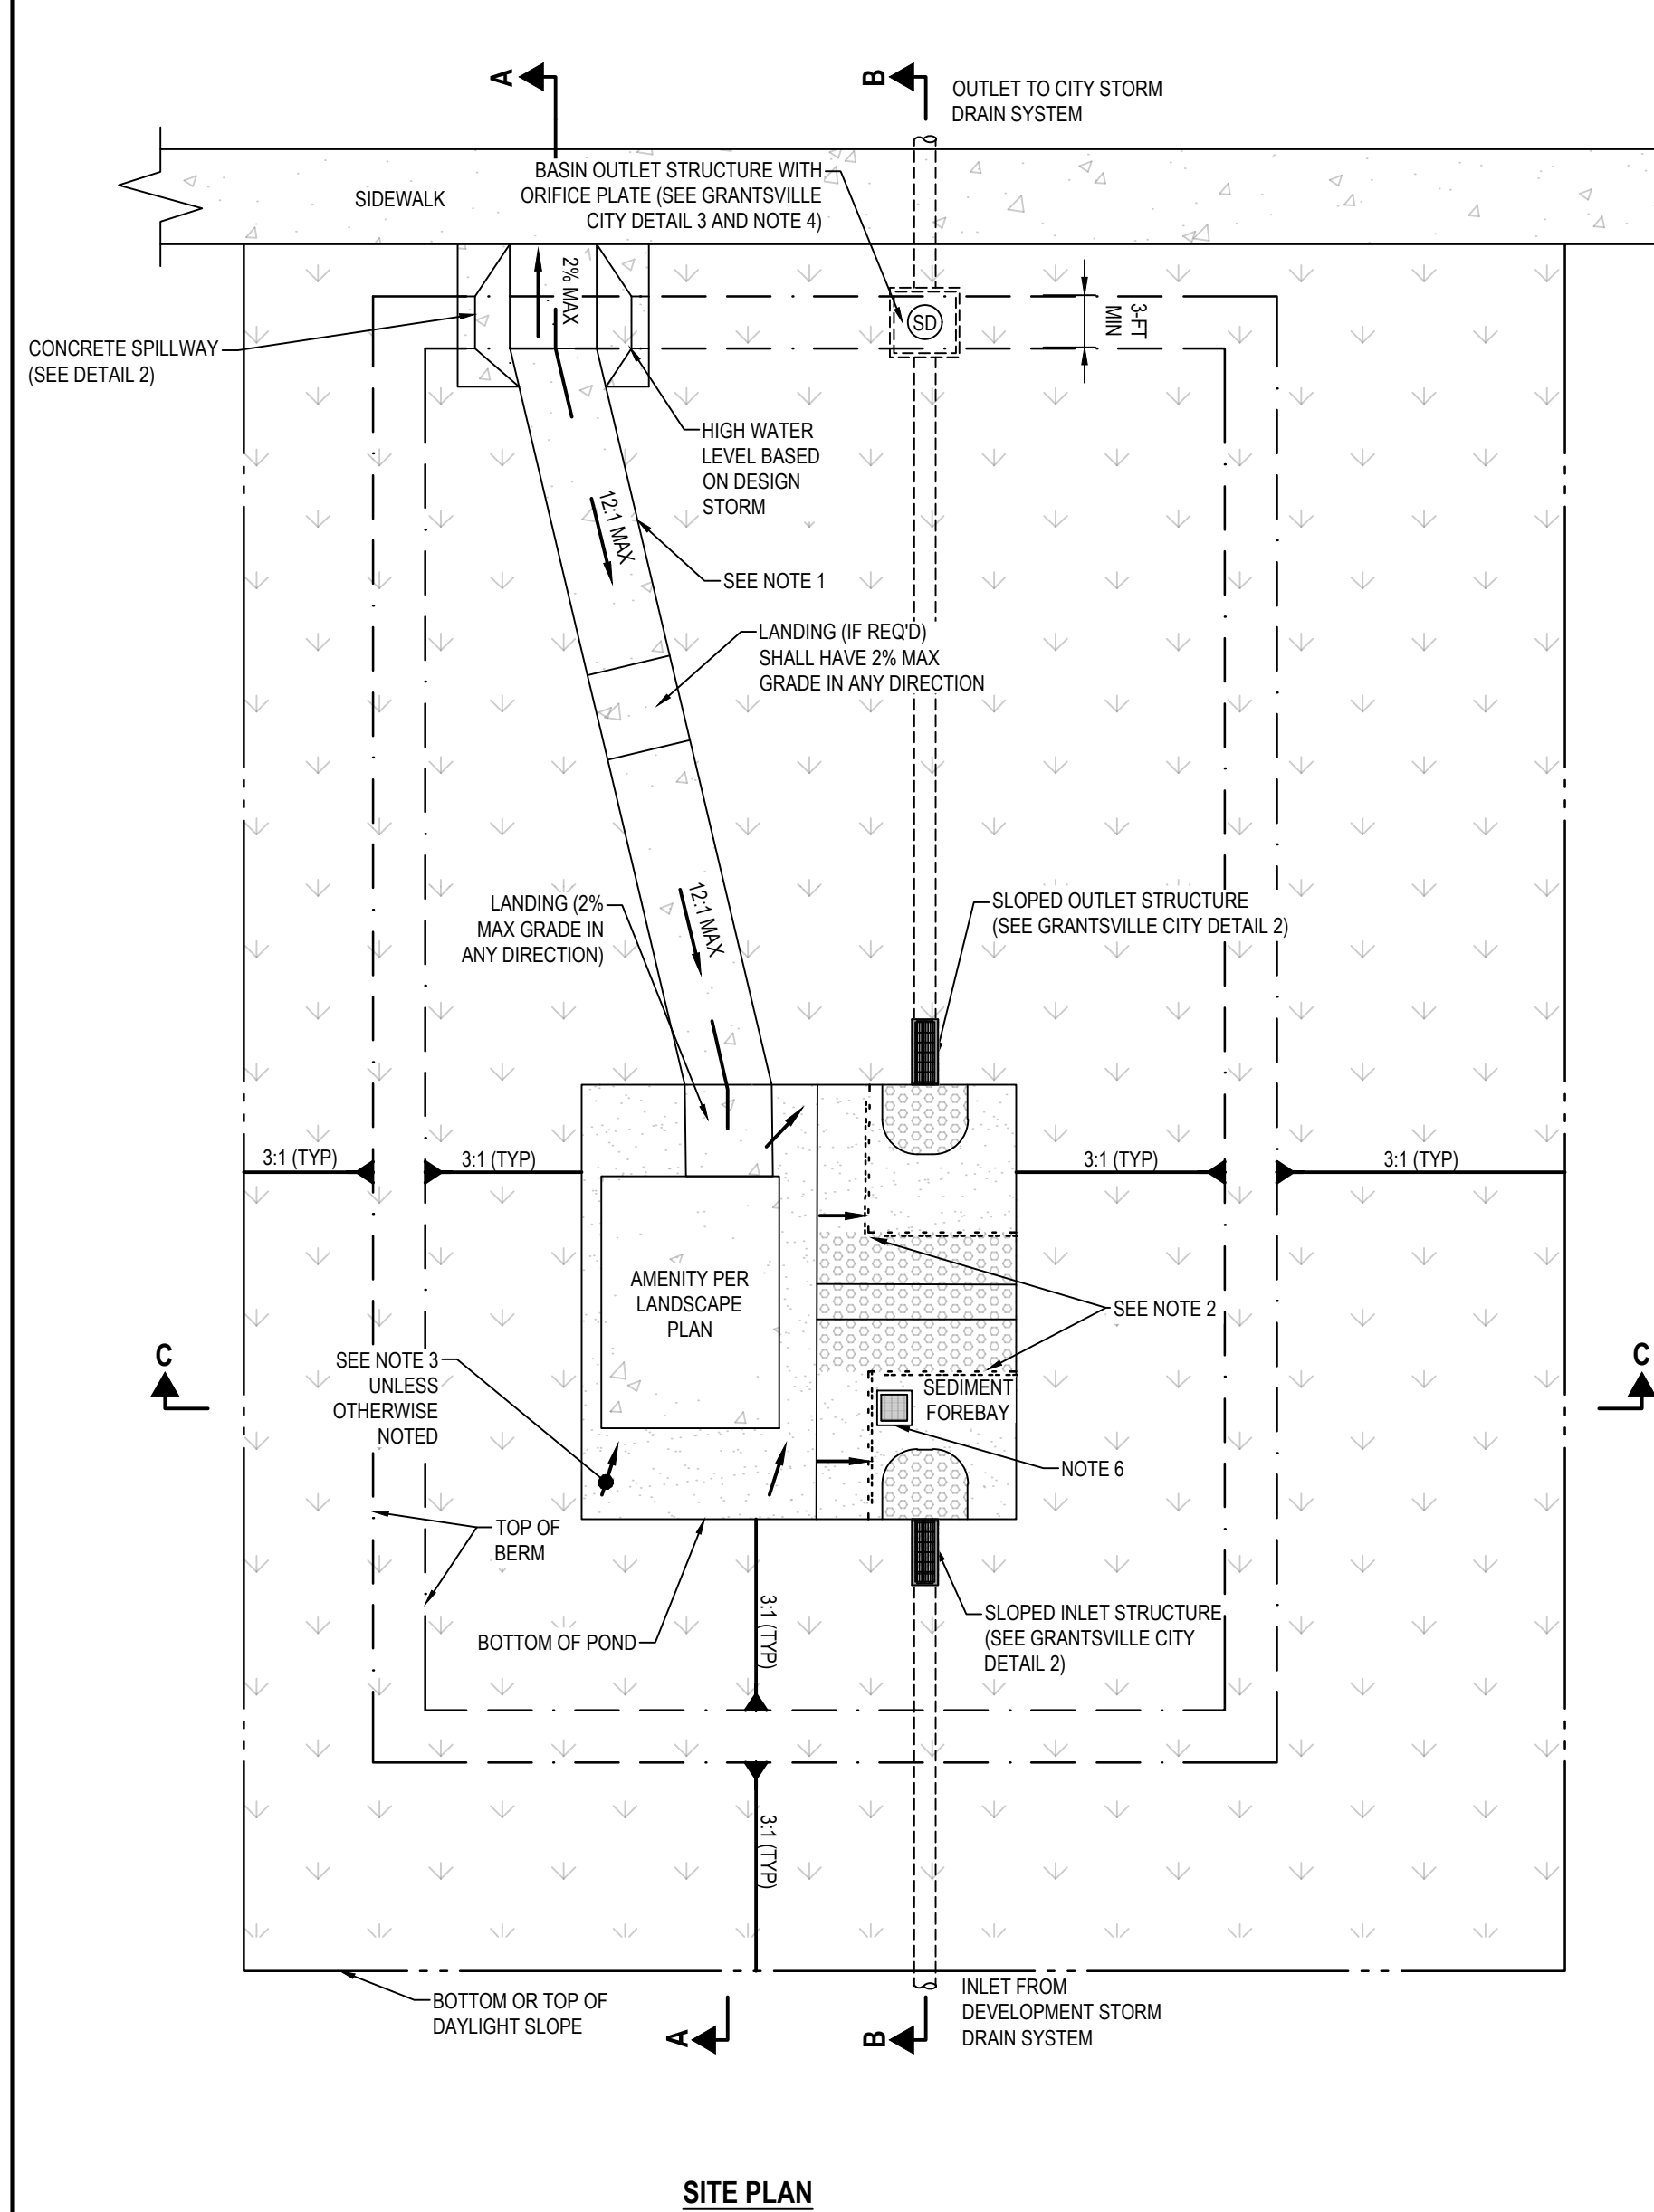 A
B
OUTLET TO CITY STORM
DRAIN SYSTEM
BASIN OUTLET STRUCTURE WITH
ORIFICE PLATE (SEE GRANTSVILLE
CITY DETAIL 3 AND NOTE 4)
SIDEWALK
2% MAX
SD
3-FT
MIN
CONCRETE SPILLWAY
(SEE DETAIL 2)
HIGH WATER
LEVEL BASED
ON DESIGN
STORM
12:1 MAX
SEE NOTE 1
LANDING (IF REQ'D)
SHALL HAVE 2% MAX
GRADE IN ANY DIRECTION
LANDING (2%
MAX GRADE IN
ANY DIRECTION)
12:1 MAX
SLOPED OUTLET STRUCTURE
(SEE GRANTSVILLE CITY DETAIL 2)
3:1 (TYP)
3:1 (TYP)
3:1 (TYP)
3:1 (TYP)
AMENITY PER
LANDSCAPE
PLAN
SEE NOTE 2
C
C
SEE NOTE 3
UNLESS
OTHERWISE
NOTED
SEDIMENT
FOREBAY
NOTE 6
TOP OF
BERM
BOTTOM OF POND
3:1 (TYP)
SLOPED INLET STRUCTURE
(SEE GRANTSVILLE CITY
DETAIL 2)
3:1 (TYP)
BOTTOM OR TOP OF
DAYLIGHT SLOPE
A
B
INLET FROM
DEVELOPMENT STORM
DRAIN SYSTEM
SITE PLAN